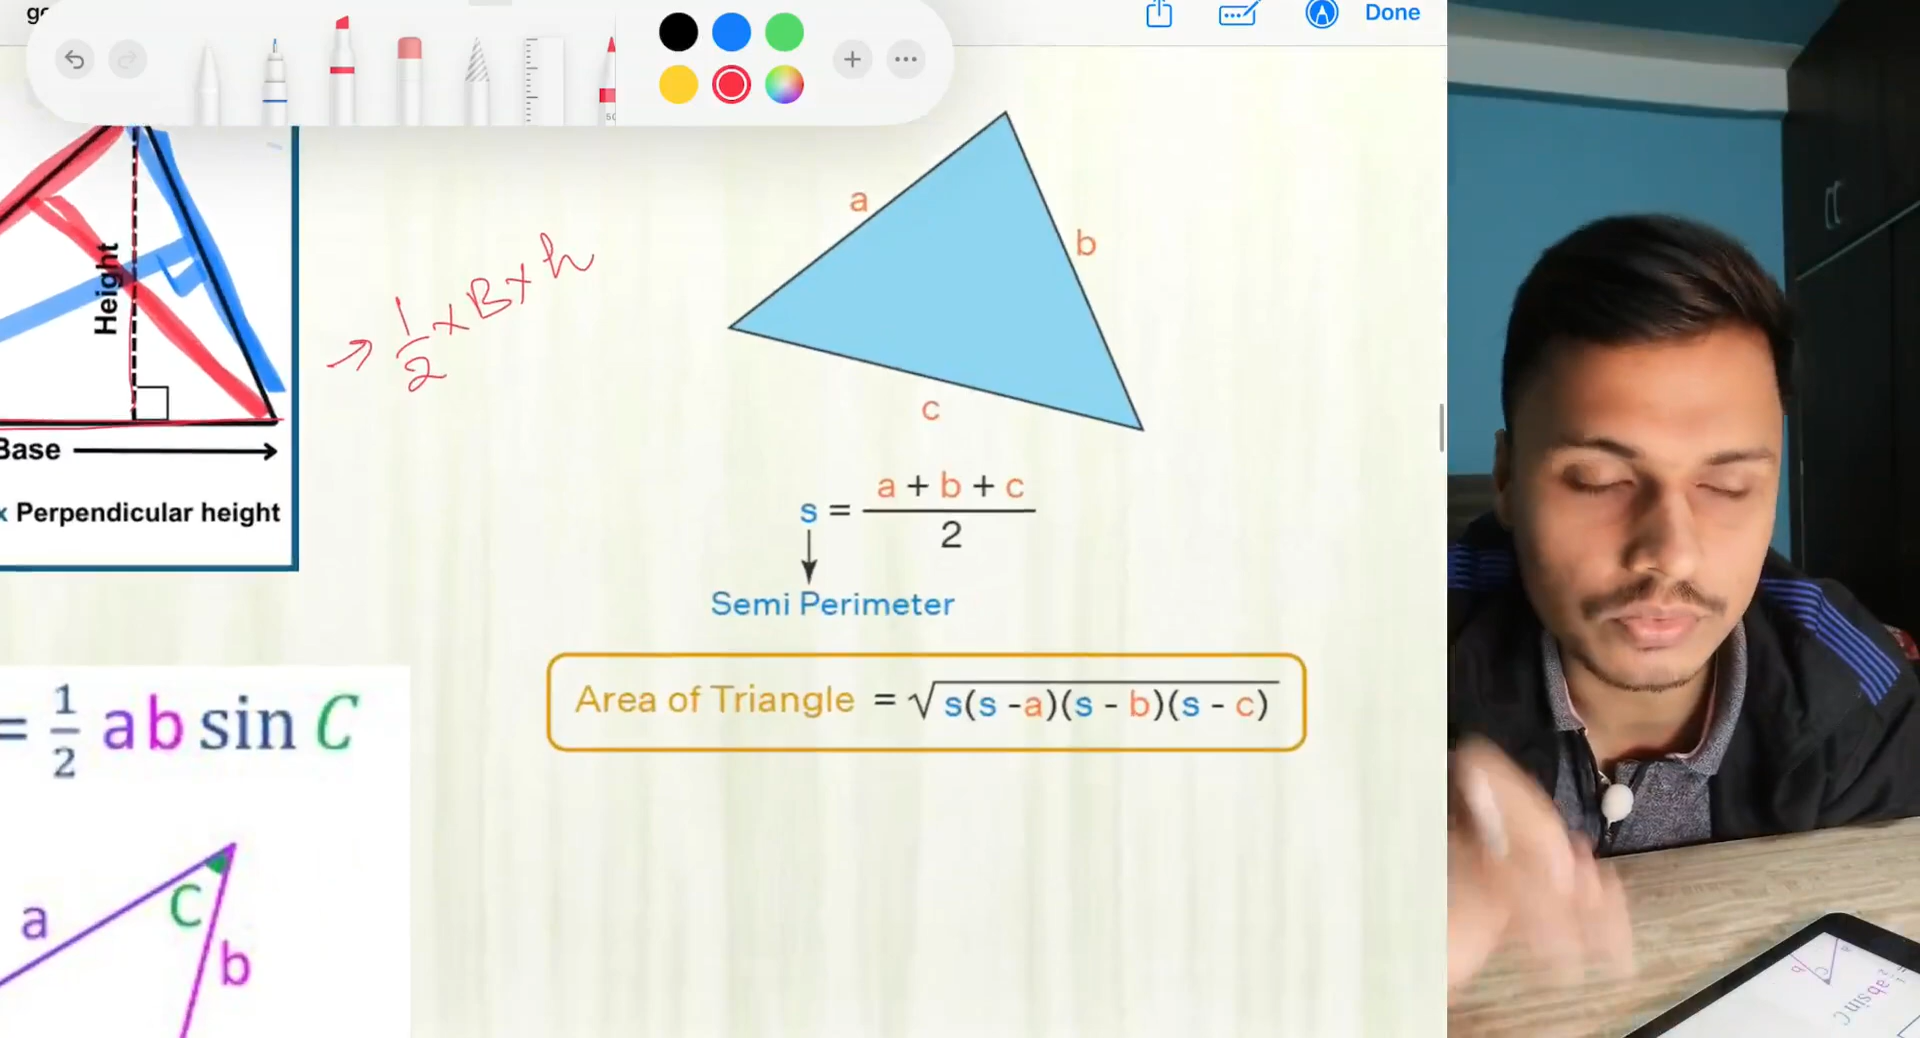 Done
Height
Base
x Perpendicular height
→ 1/2 × B × h
a
b
c
s = a + b + c / 2
Semi Perimeter
Area of Triangle = √s(s -a)(s - b)(s - c)
= 1/2 ab sin C
a
C
b